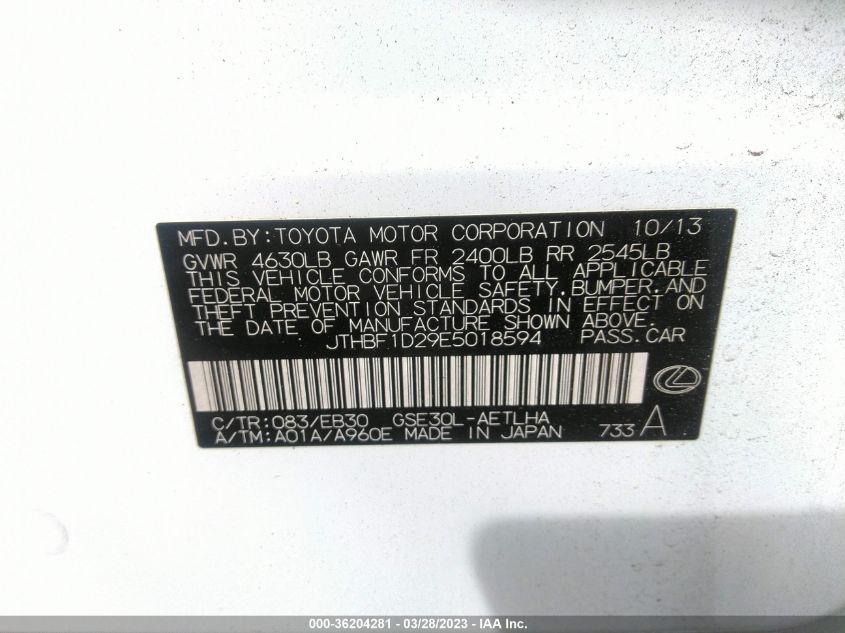 MFD. BY: TOYOTA MOTOR CORPORATION 10/13
GVWR 4630LB GAWR FR 2400LB RR 2545LB
THIS VEHICLE CONFORMS TO ALL APPLICABLE
FEDERAL MOTOR VEHICLE SAFETY, BUMPER, AND
THEFT PREVENTION STANDARDS IN EFFECT ON
THE DATE OF MANUFACTURE SHOWN ABOVE.
JTHBF1D29E5018594 PASS. CAR
C/TR: 083/EB30 GSE30L-AETLHA
A/TM: A01A/A960E MADE IN JAPAN 733 A
000-36204281 - 03/28/2023 - IAA Inc.